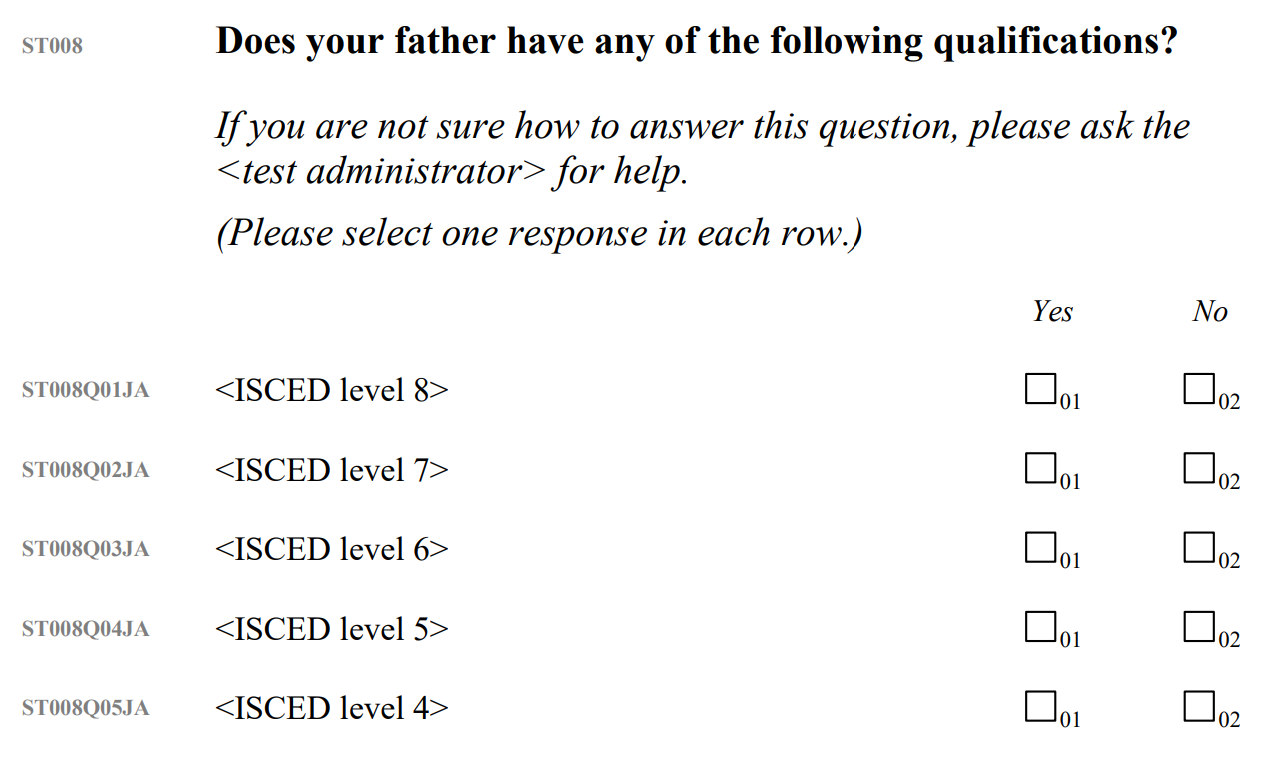 ST008 Does your father have any of the following qualifications?
If you are not sure how to answer this question, please ask the
<test administrator> for help.
(Please select one response in each row.)
Yes No
ST008Q01JA <ISCED level 8> 01 02
ST008Q02JA <ISCED level 7> 01 02
ST008Q03JA <ISCED level 6> 01 02
ST008Q04JA <ISCED level 5> 01 02
ST008Q05JA <ISCED level 4> 01 02